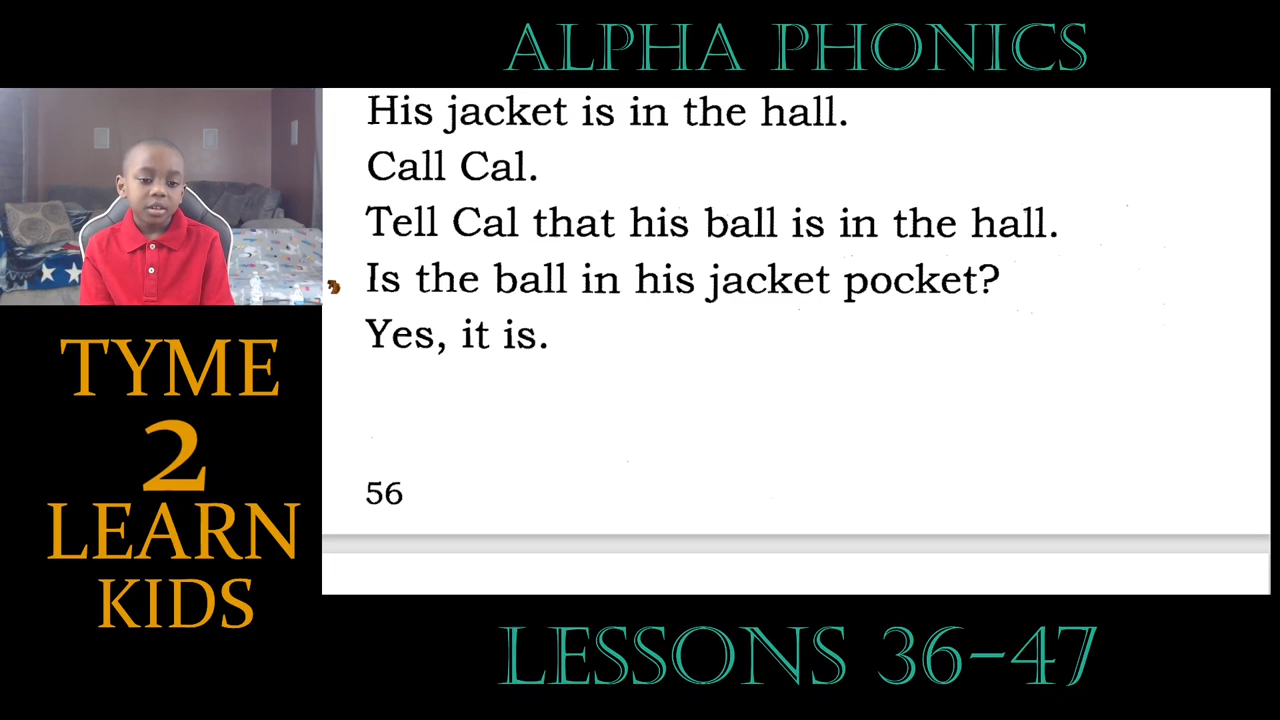 ALPHA PHONICS
His jacket is in the hall.
Call Cal.
Tell Cal that his ball is in the hall.
Is the ball in his jacket pocket?
Yes, it is.
56
TYME
2
LEARN
KIDS
LESSONS 36-47